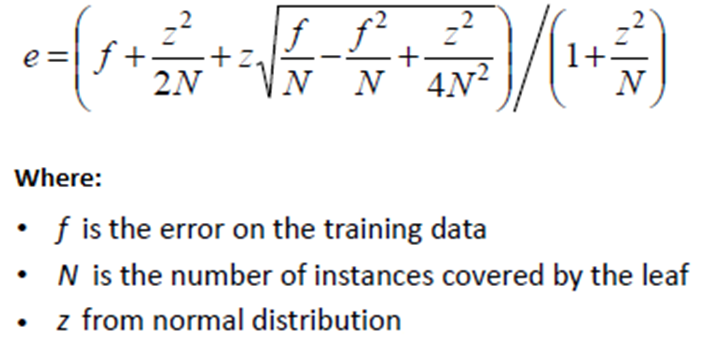 e = ( f + z²/2N + z√(f/N − f²/N + z²/4N²) ) / ( 1 + z²/N )
Where:
• f is the error on the training data
• N is the number of instances covered by the leaf
• z from normal distribution